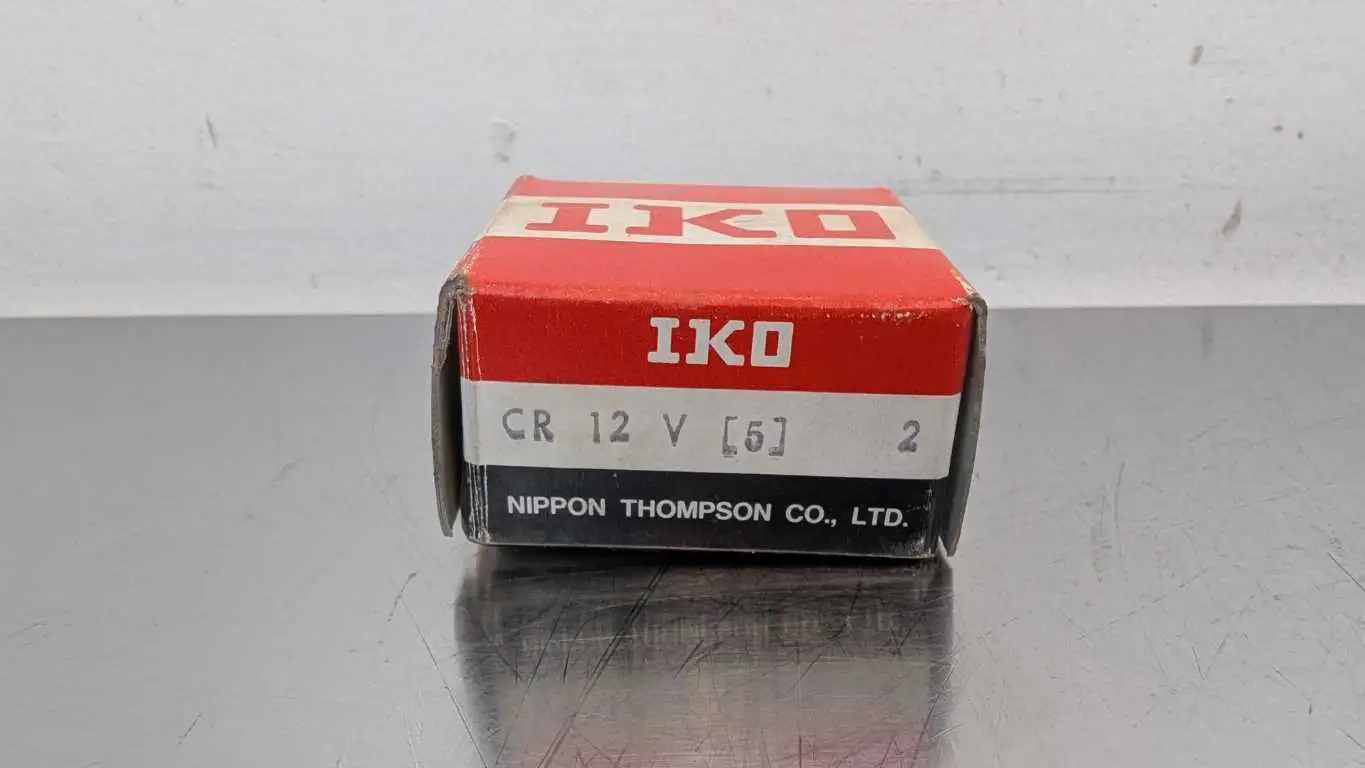 IKO
IKO
CR 12 V [5] 2
NIPPON THOMPSON CO., LTD.